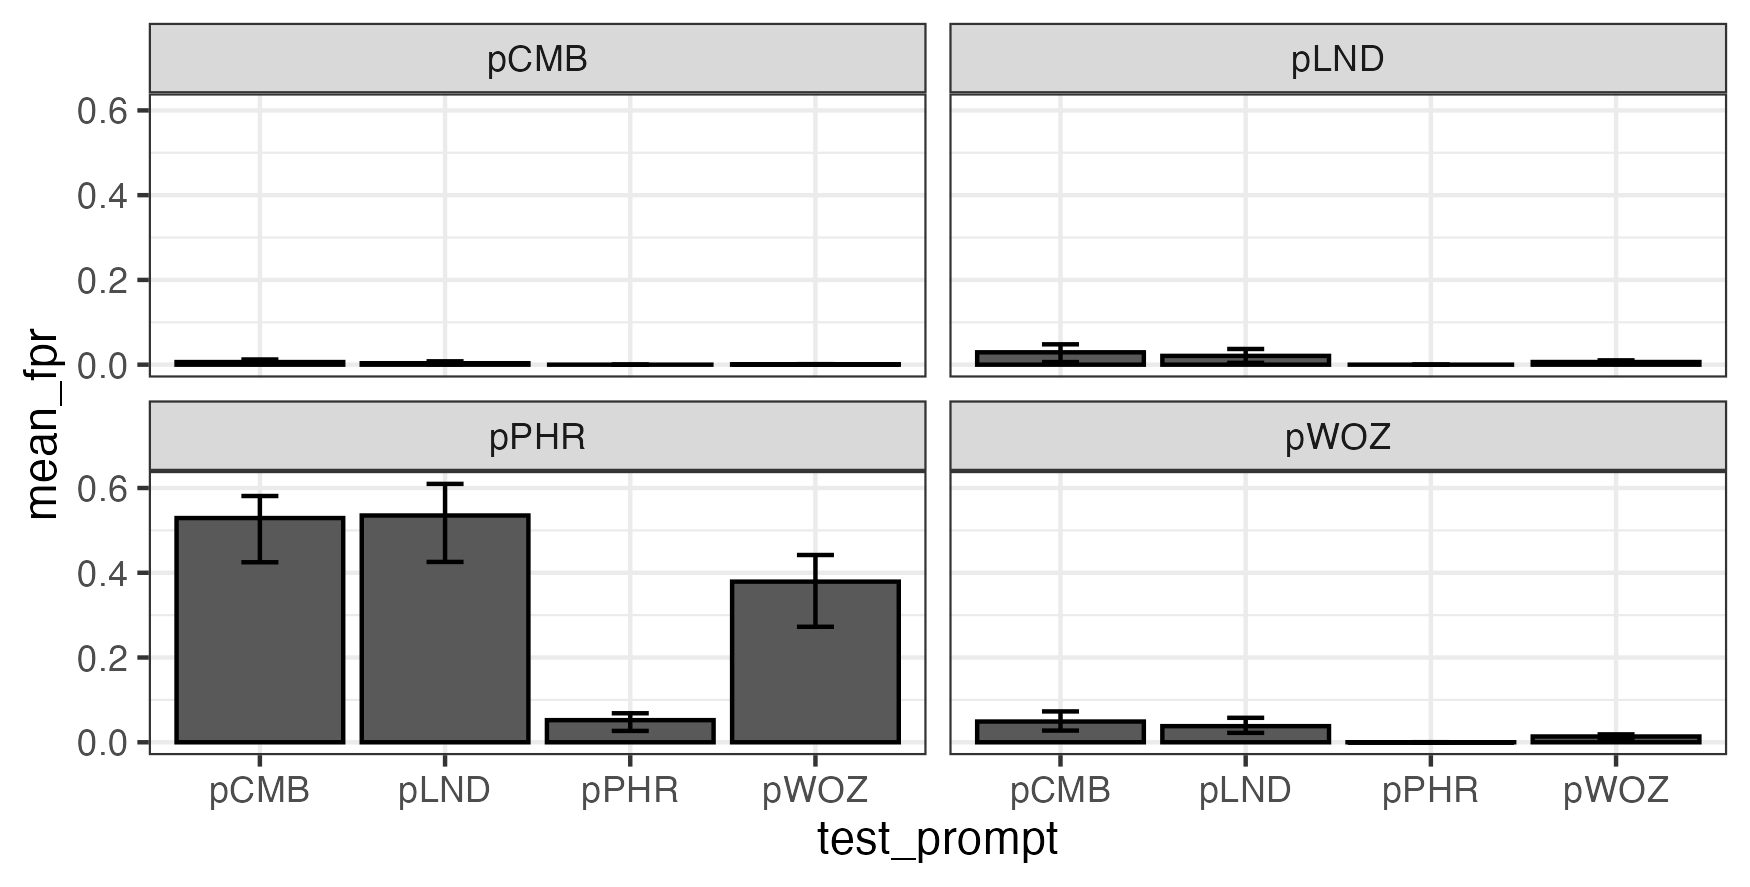 pCMB
pLND
0.6
0.4
0.2
0.0
pPHR
pWOZ
0.6
0.4
0.2
0.0
mean_fpr
pCMB pLND pPHR pWOZ pCMB pLND pPHR pWOZ
test_prompt